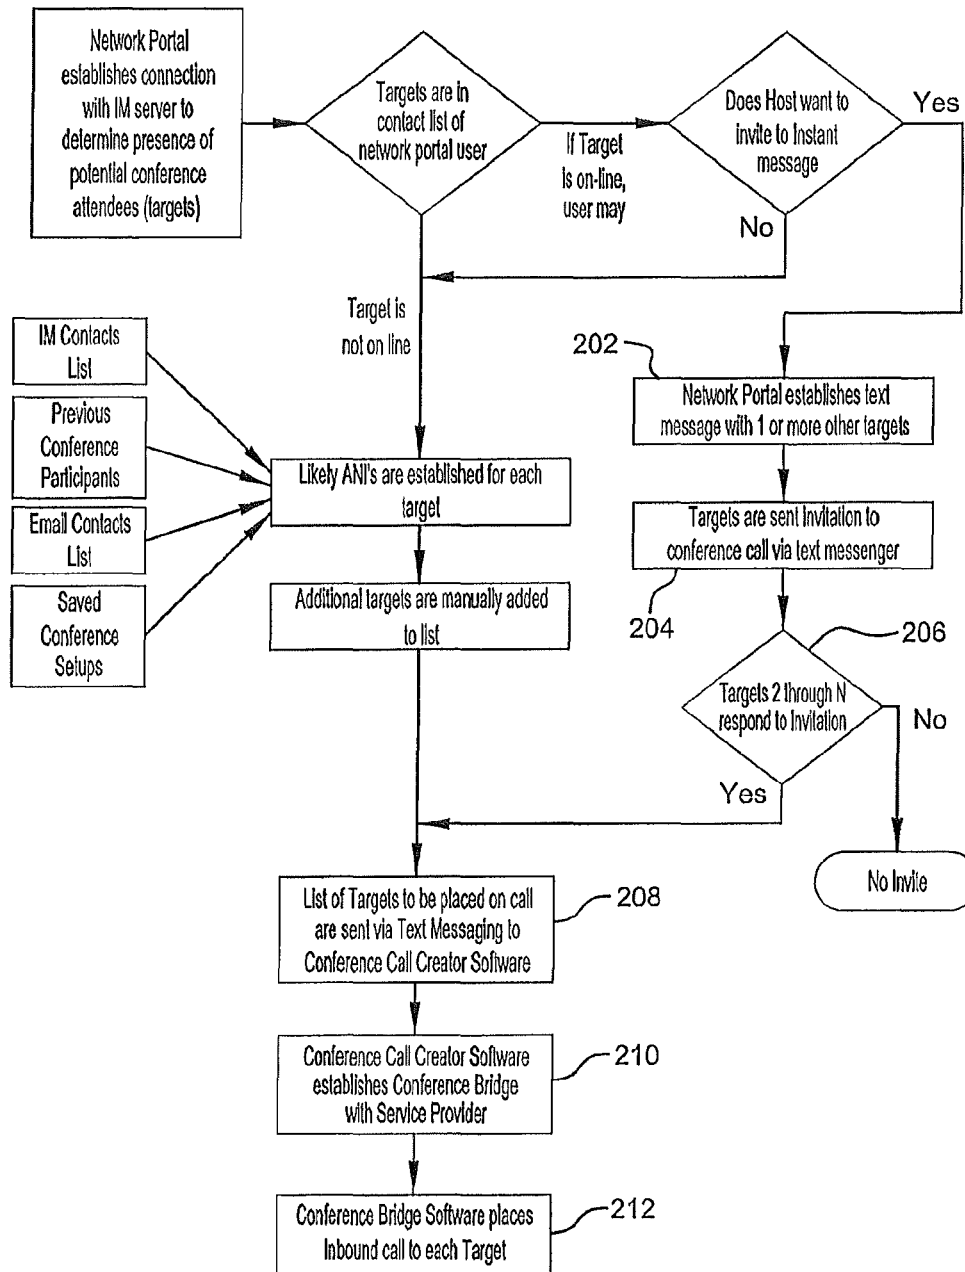 Network Portal
establishes connection
with IM server to
determine presence of
potential conference
attendees (targets)
Targets are in
contact list of
network portal user
If Target
is on-line,
user may
Does Host want to
invite to Instant
message
Yes
No
Target is
not on line
IM Contacts
List
Previous
Conference
Participants
Email Contacts
List
Saved
Conference
Setups
Likely ANI's are established for each
target
Additional targets are manually added
to list
202
Network Portal establishes text
message with 1 or more other targets
Targets are sent Invitation to
conference call via text messenger
204
206
Targets 2 through N
respond to Invitation
No
Yes
No Invite
List of Targets to be placed on call
are sent via Text Messaging to
Conference Call Creator Software
208
Conference Call Creator Software
establishes Conference Bridge
with Service Provider
210
Conference Bridge Software places
Inbound call to each Target
212